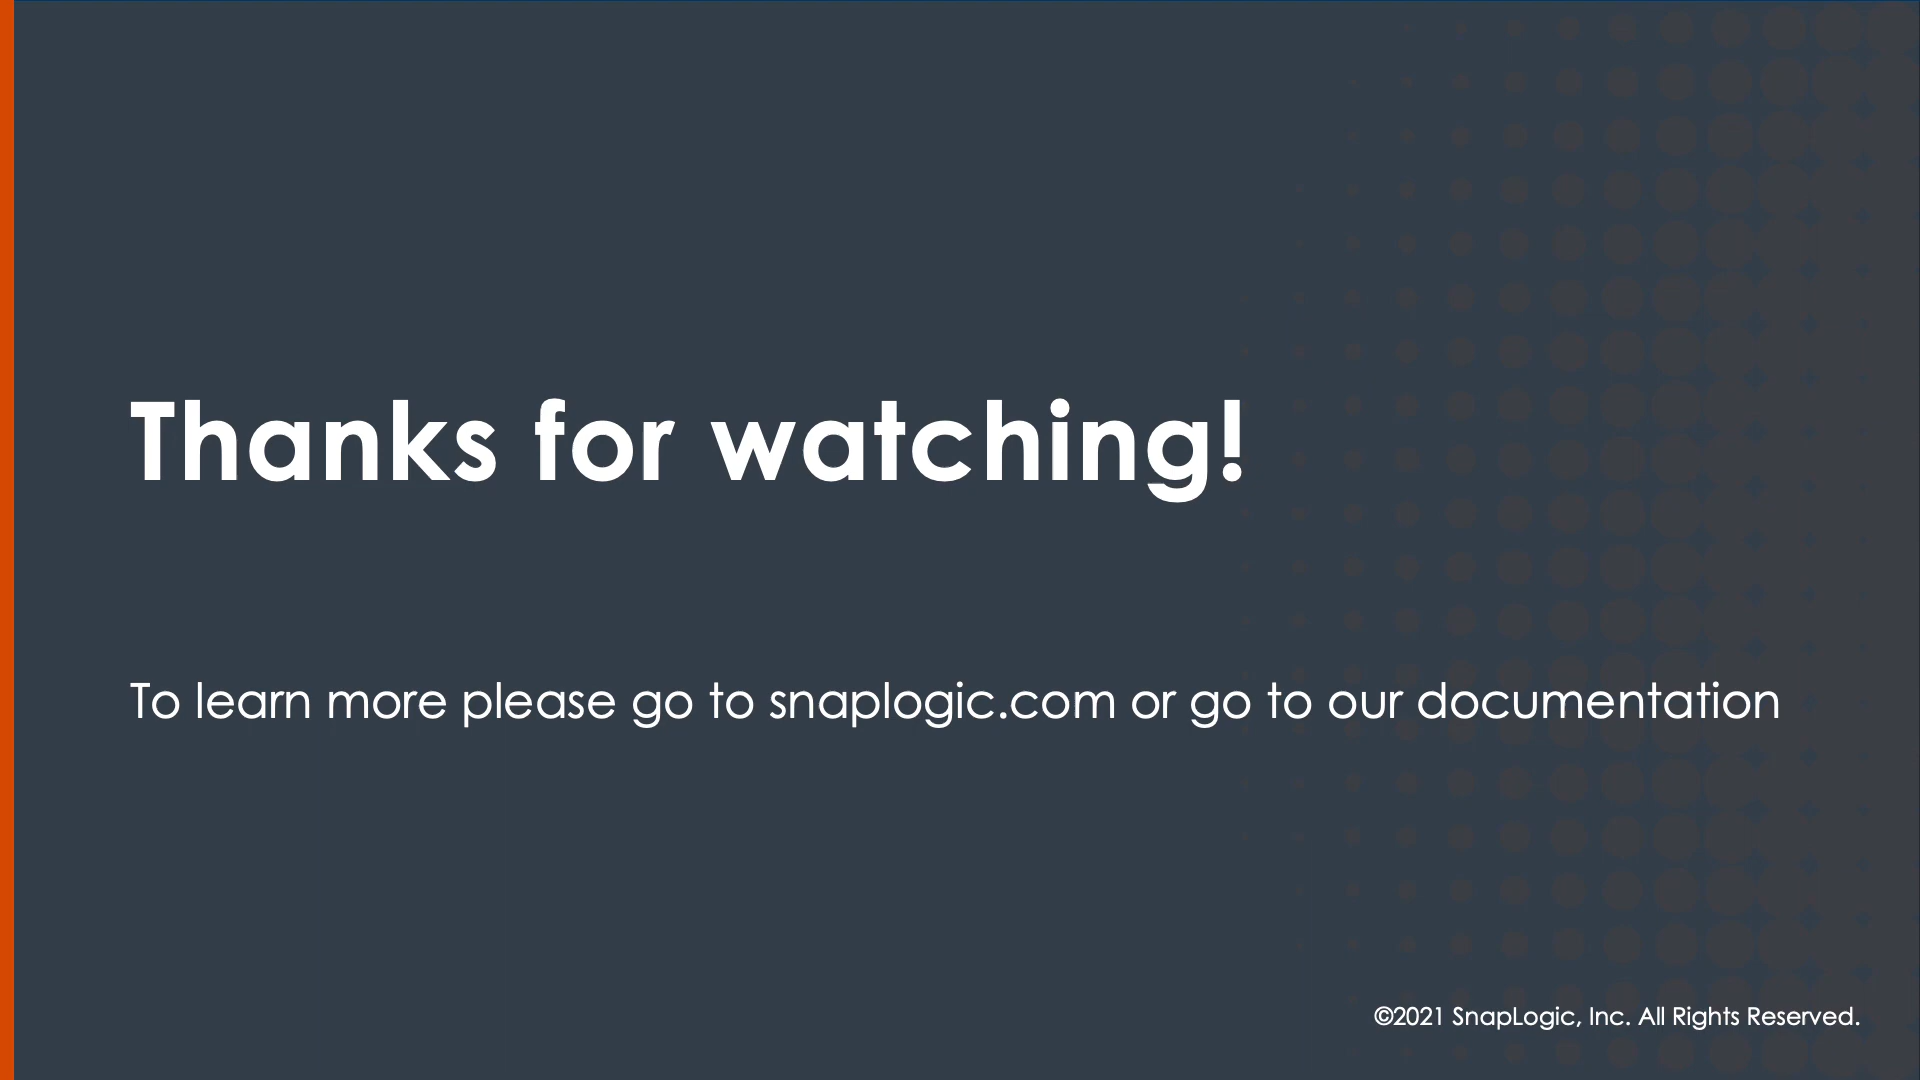 Thanks for watching!
To learn more please go to snaplogic.com or go to our documentation
©2021 SnapLogic, Inc. All Rights Reserved.